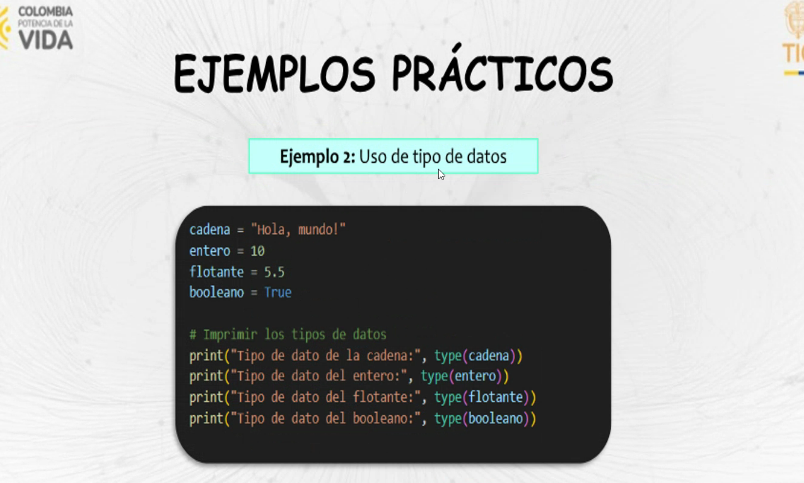 COLOMBIA
POTENCIA DE LA
VIDA
TIC
EJEMPLOS PRÁCTICOS
Ejemplo 2: Uso de tipo de datos
cadena = "Hola, mundo!"
entero = 10
flotante = 5.5
booleano = True
# Imprimir los tipos de datos
print("Tipo de dato de la cadena:", type(cadena))
print("Tipo de dato del entero:", type(entero))
print("Tipo de dato del flotante:", type(flotante))
print("Tipo de dato del booleano:", type(booleano))